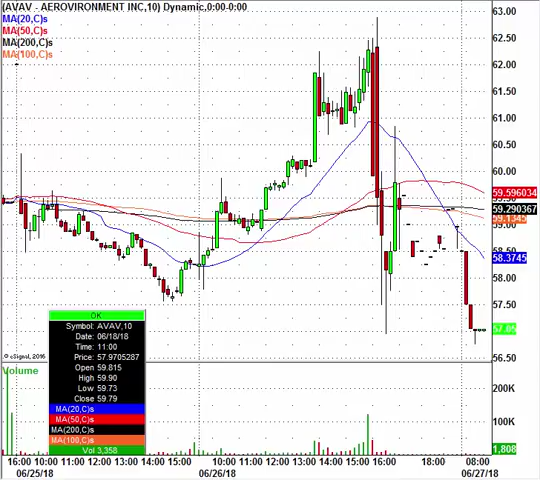 (AVAV - AEROVIRONMENT INC,10) Dynamic,0:00-0:00
MA(20,C)s
MA(50,C)s
MA(200,C)s
MA(100,C)s
63.00
62.50
62.00
61.50
61.00
60.50
60.00
59.596034
59.290367
59.1345
58.50
58.3745
58.00
57.50
57.05
56.50
OK
Symbol: AVAV,10
Date: 06/18/18
Time: 11:00
Price: 57.9705287
Open 59.815
High 59.90
Low 59.73
Close 59.79
MA(20,C)s
MA(50,C)s
MA(200,C)s
MA(100,C)s
Vol 3,358
© eSignal, 2016
Volume
200K
100K
1,808
16:00 10:00 11:00 12:00 13:00 14:00 15:00 10:00 11:00 12:00 13:00 14:00 15:00 16:00 18:00 08:00
06/25/18 06/26/18 06/27/18